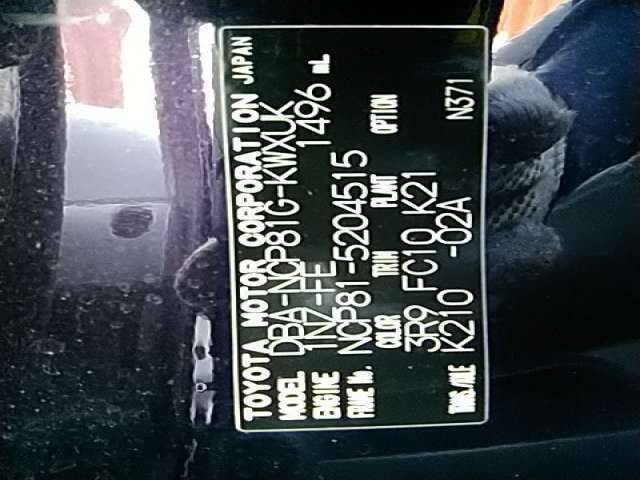 TOYOTA MOTOR CORPORATION JAPAN
MODEL DBA-NCP81G-KWXUK
ENGINE 1NZ-FE 1496 mL
FRAME No. NCP81-5204515
COLOR TRIM PLANT OPTION
3R9 FC10 K21
TRANS./AXLE K210 -02A N371